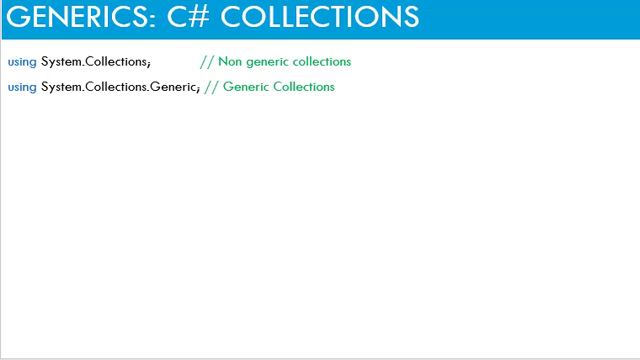 GENERICS: C# COLLECTIONS
using System.Collections; // Non generic collections
using System.Collections.Generic; // Generic Collections